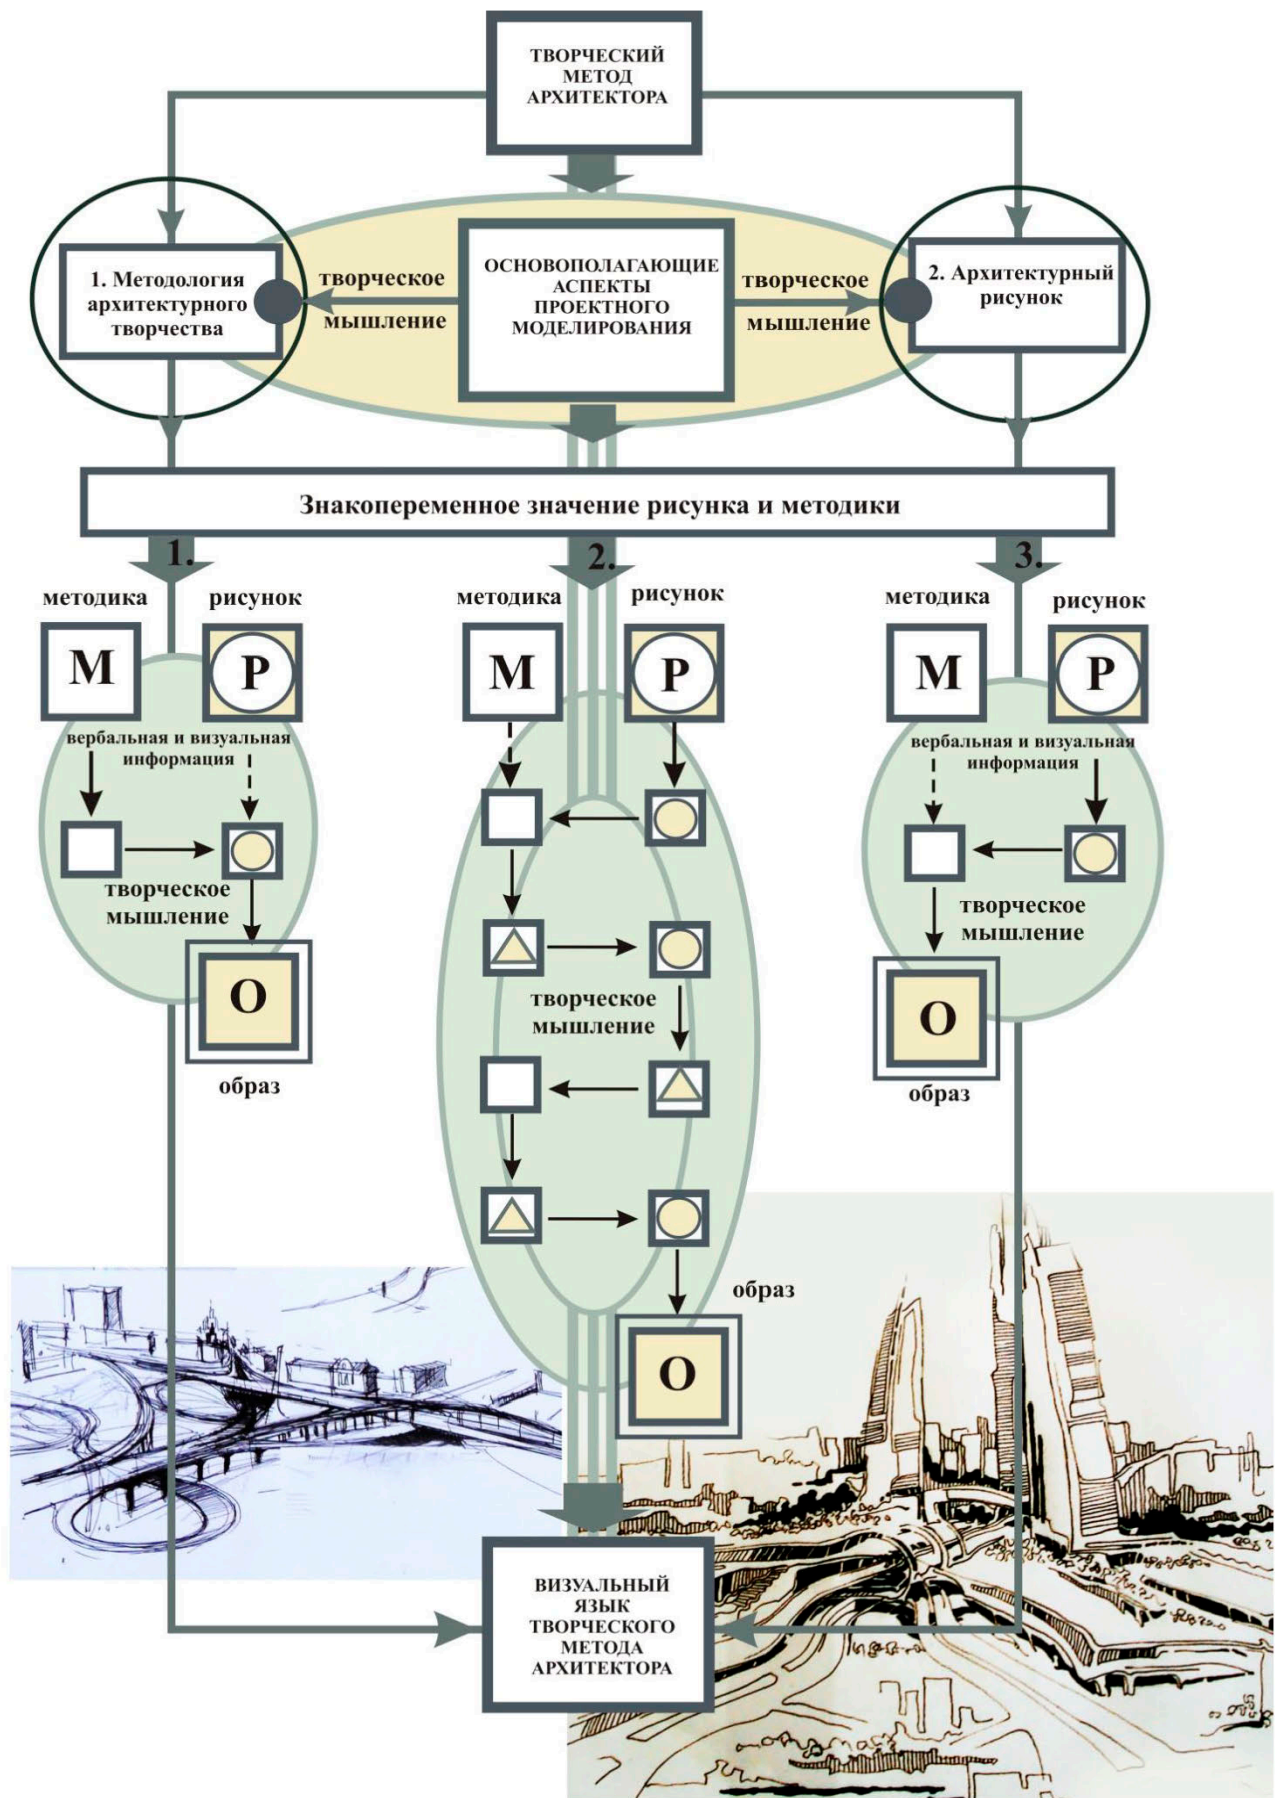 ТВОРЧЕСКИЙ
МЕТОД
АРХИТЕКТОРА
1. Методология
архитектурного
творчества
творческое
мышление
ОСНОВОПОЛАГАЮЩИЕ
АСПЕКТЫ
ПРОЕКТНОГО
МОДЕЛИРОВАНИЯ
творческое
мышление
2. Архитектурный
рисунок
Знакопеременное значение рисунка и методики
1.
методика
рисунок
М
Р
вербальная и визуальная
информация
творческое
мышление
О
образ
2.
методика
рисунок
М
Р
творческое
мышление
образ
О
3.
методика
рисунок
М
Р
вербальная и визуальная
информация
творческое
мышление
О
образ
ВИЗУАЛЬНЫЙ
ЯЗЫК
ТВОРЧЕСКОГО
МЕТОДА
АРХИТЕКТОРА